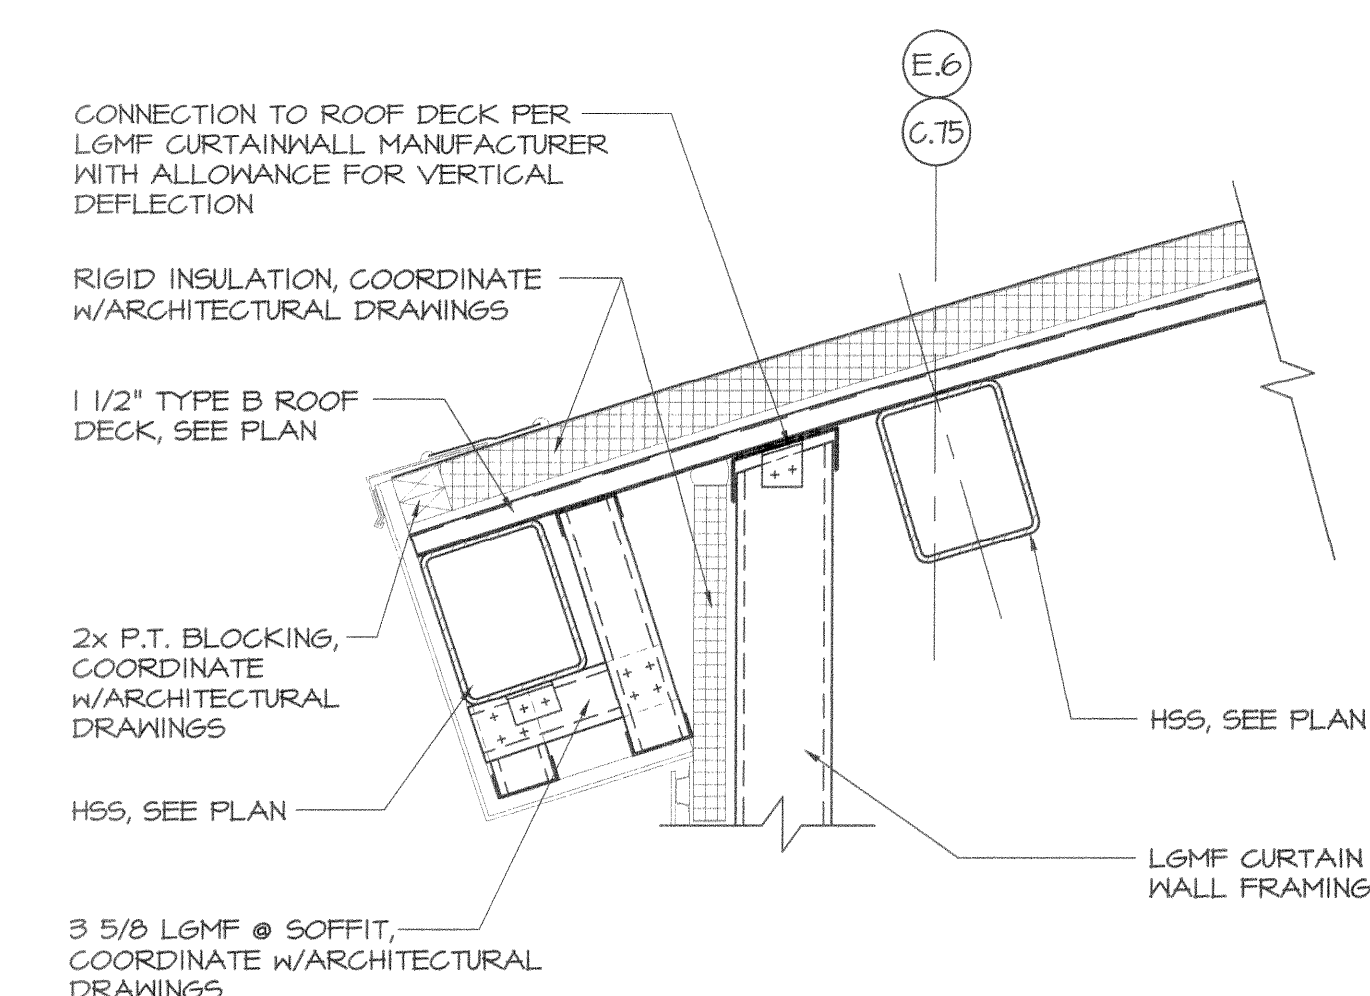 E.6
C.75
CONNECTION TO ROOF DECK PER
LGMF CURTAINWALL MANUFACTURER
WITH ALLOWANCE FOR VERTICAL
DEFLECTION
RIGID INSULATION, COORDINATE
W/ARCHITECTURAL DRAWINGS
1 1/2" TYPE B ROOF
DECK, SEE PLAN
2x P.T. BLOCKING,
COORDINATE
W/ARCHITECTURAL
DRAWINGS
HSS, SEE PLAN
HSS, SEE PLAN
LGMF CURTAIN
WALL FRAMING
3 5/8 LGMF @ SOFFIT,
COORDINATE W/ARCHITECTURAL
DRAWINGS